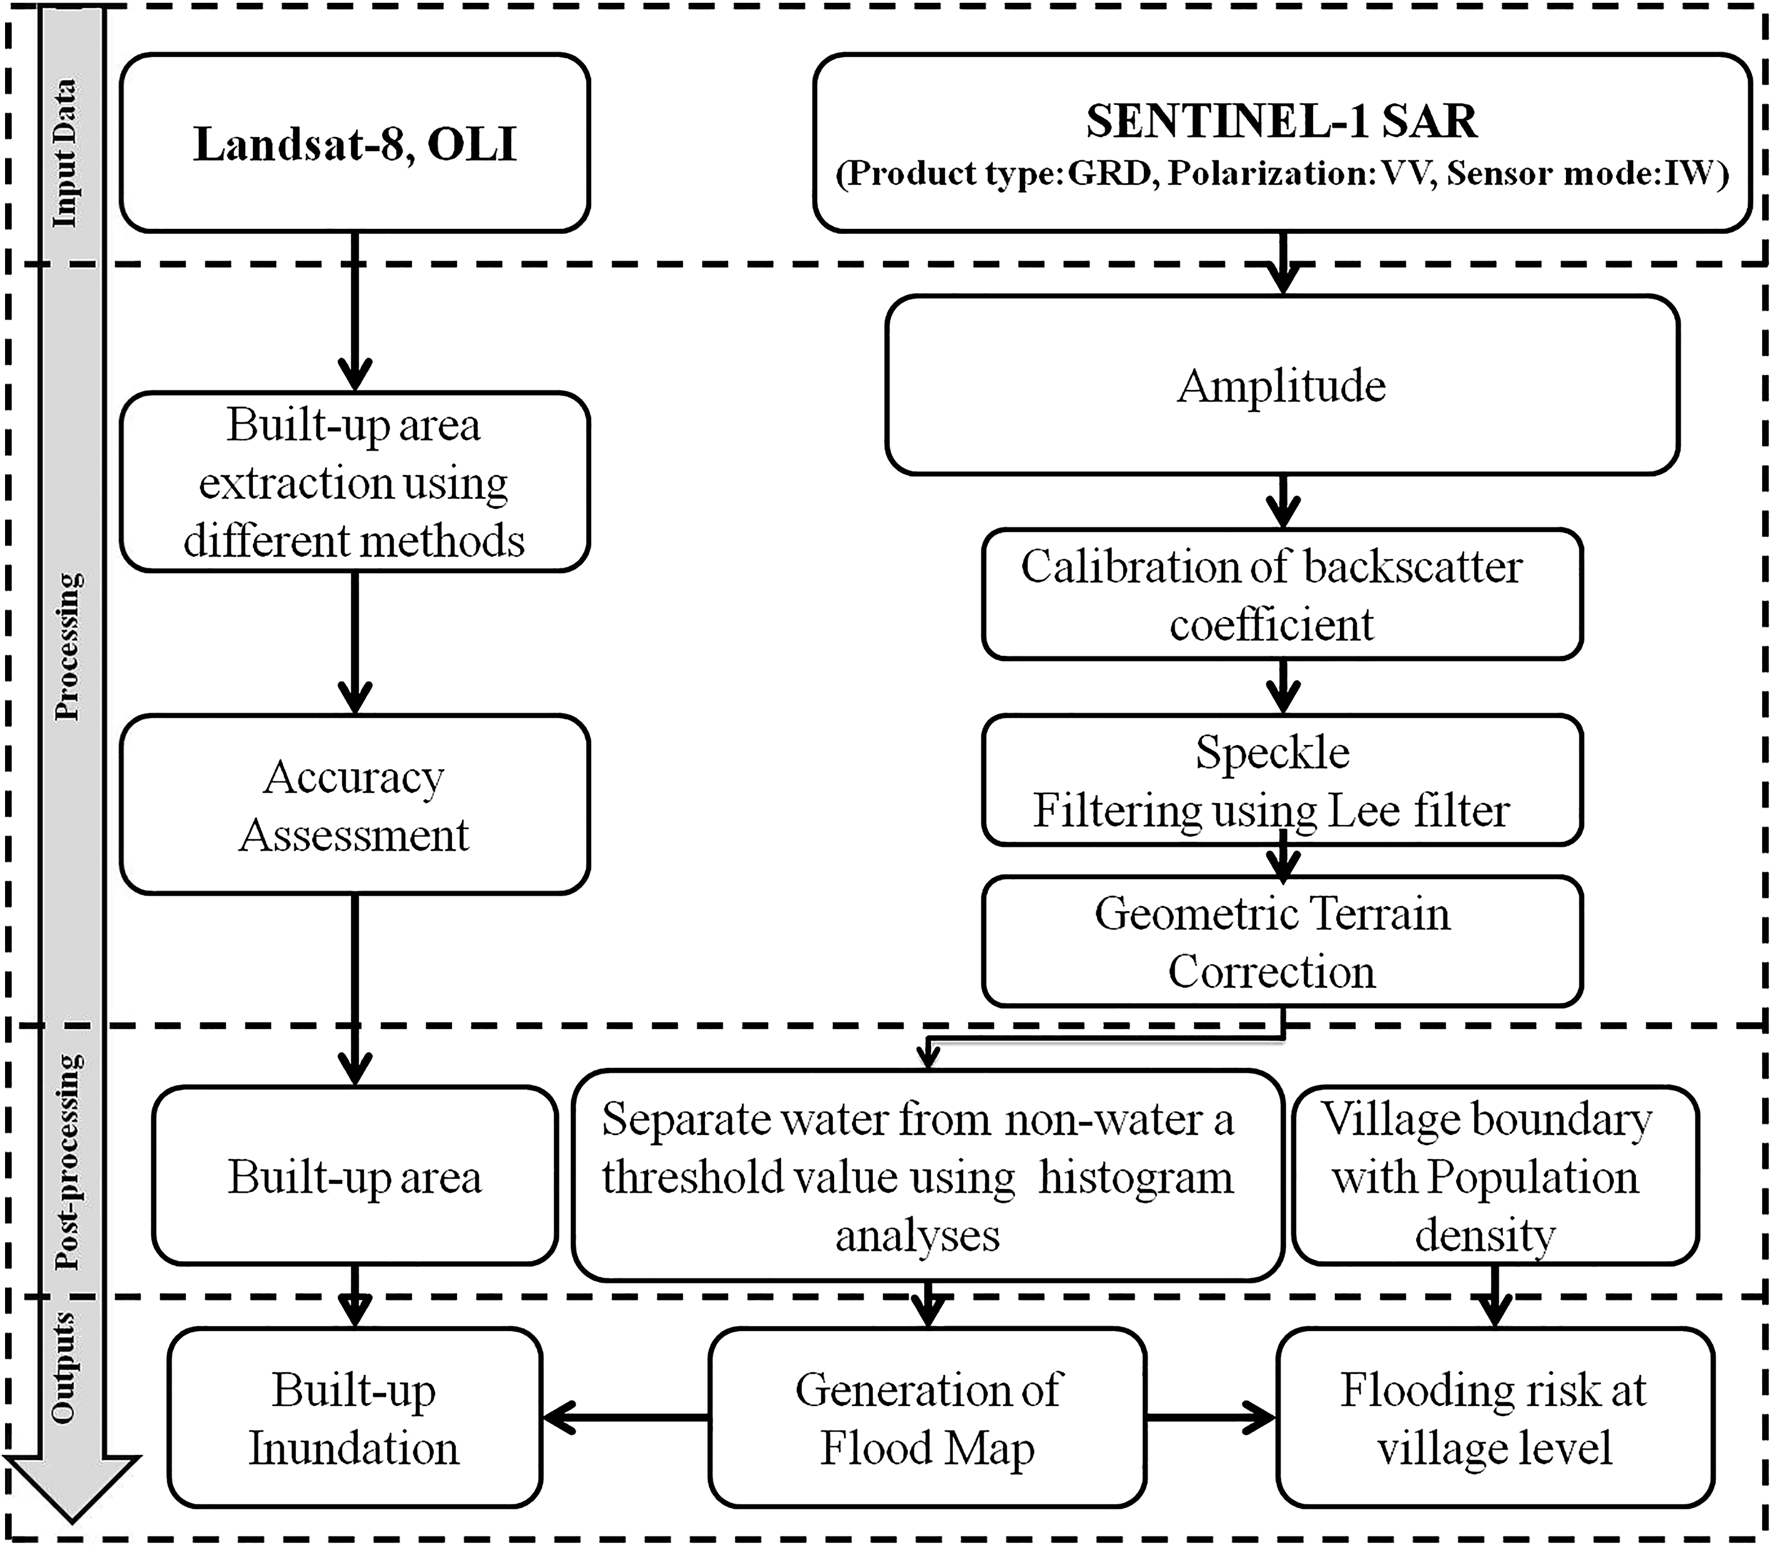 Input Data
Landsat-8, OLI
SENTINEL-1 SAR
(Product type:GRD, Polarization:VV, Sensor mode:IW)
Processing
Built-up area
extraction using
different methods
Accuracy
Assessment
Amplitude
Calibration of backscatter
coefficient
Speckle
Filtering using Lee filter
Geometric Terrain
Correction
Post-processing
Built-up area
Separate water from non-water a
threshold value using histogram
analyses
Village boundary
with Population
density
Outputs
Built-up
Inundation
Generation of
Flood Map
Flooding risk at
village level